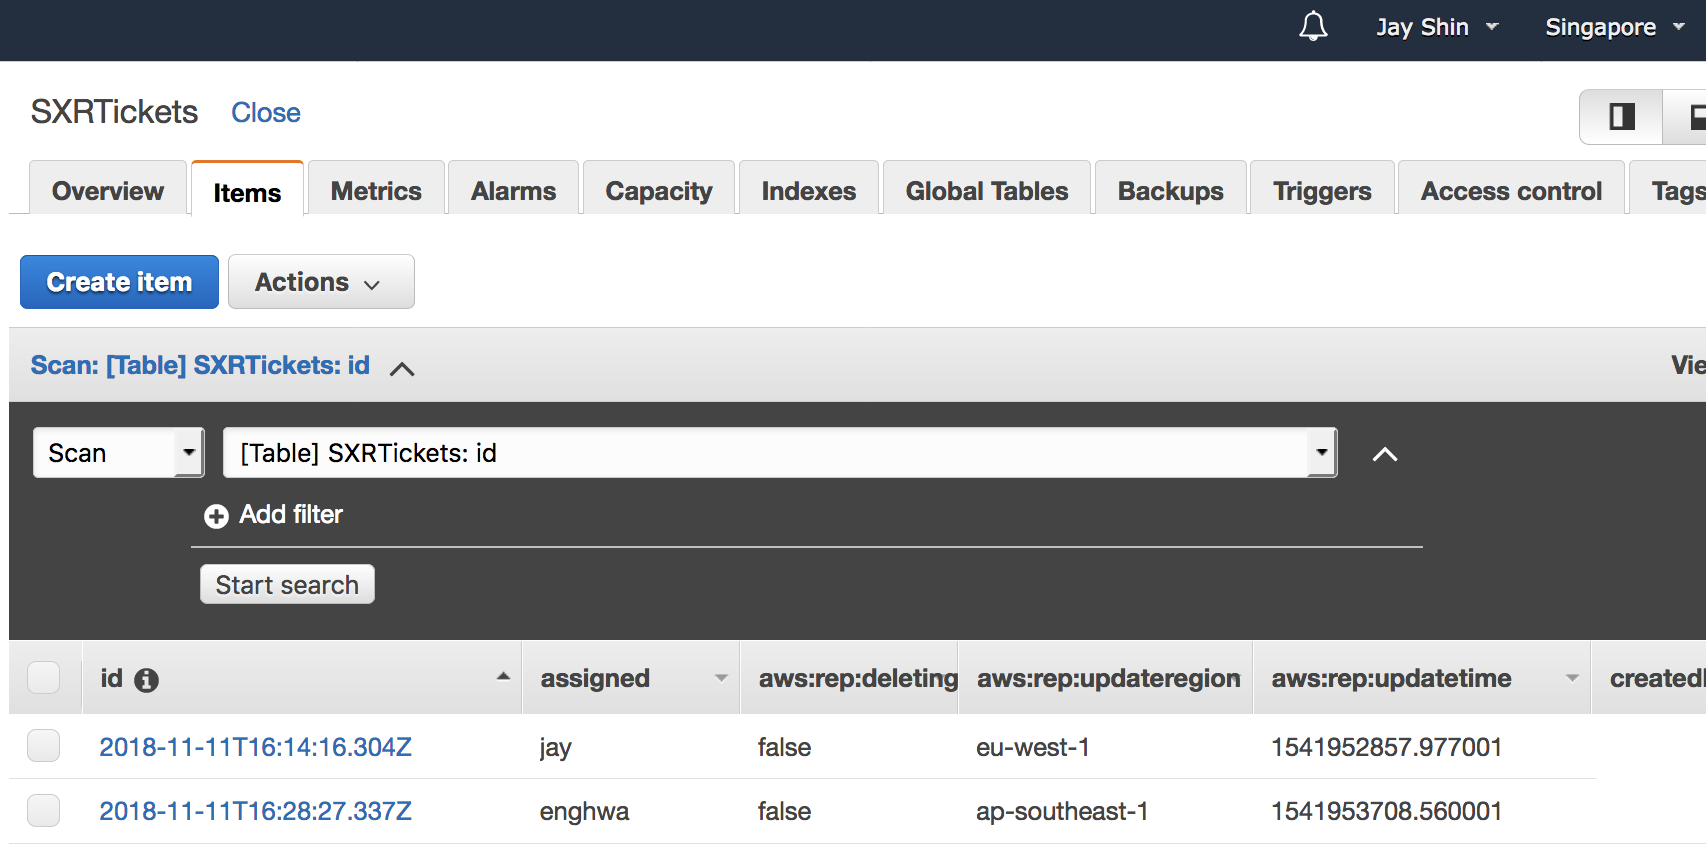 Jay Shin Singapore
SXRTickets Close
Overview Items Metrics Alarms Capacity Indexes Global Tables Backups Triggers Access control Tags
Create item Actions
Scan: [Table] SXRTickets: id Vie
Scan [Table] SXRTickets: id
Add filter
Start search
id assigned aws:rep:deleting aws:rep:updateregion aws:rep:updatetime created
2018-11-11T16:14:16.304Z jay false eu-west-1 1541952857.977001
2018-11-11T16:28:27.337Z enghwa false ap-southeast-1 1541953708.560001